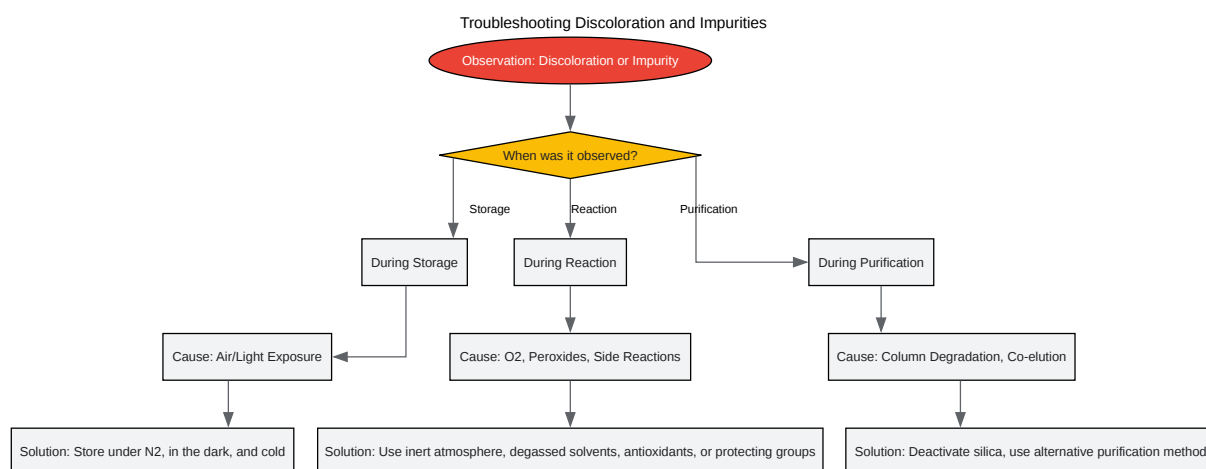 Troubleshooting Discoloration and Impurities
Observation: Discoloration or Impurity
When was it observed?
Storage
Reaction
Purification
During Storage
During Reaction
During Purification
Cause: Air/Light Exposure
Cause: O2, Peroxides, Side Reactions
Cause: Column Degradation, Co-elution
Solution: Store under N2, in the dark, and cold
Solution: Use inert atmosphere, degassed solvents, antioxidants, or protecting groups
Solution: Deactivate silica, use alternative purification method